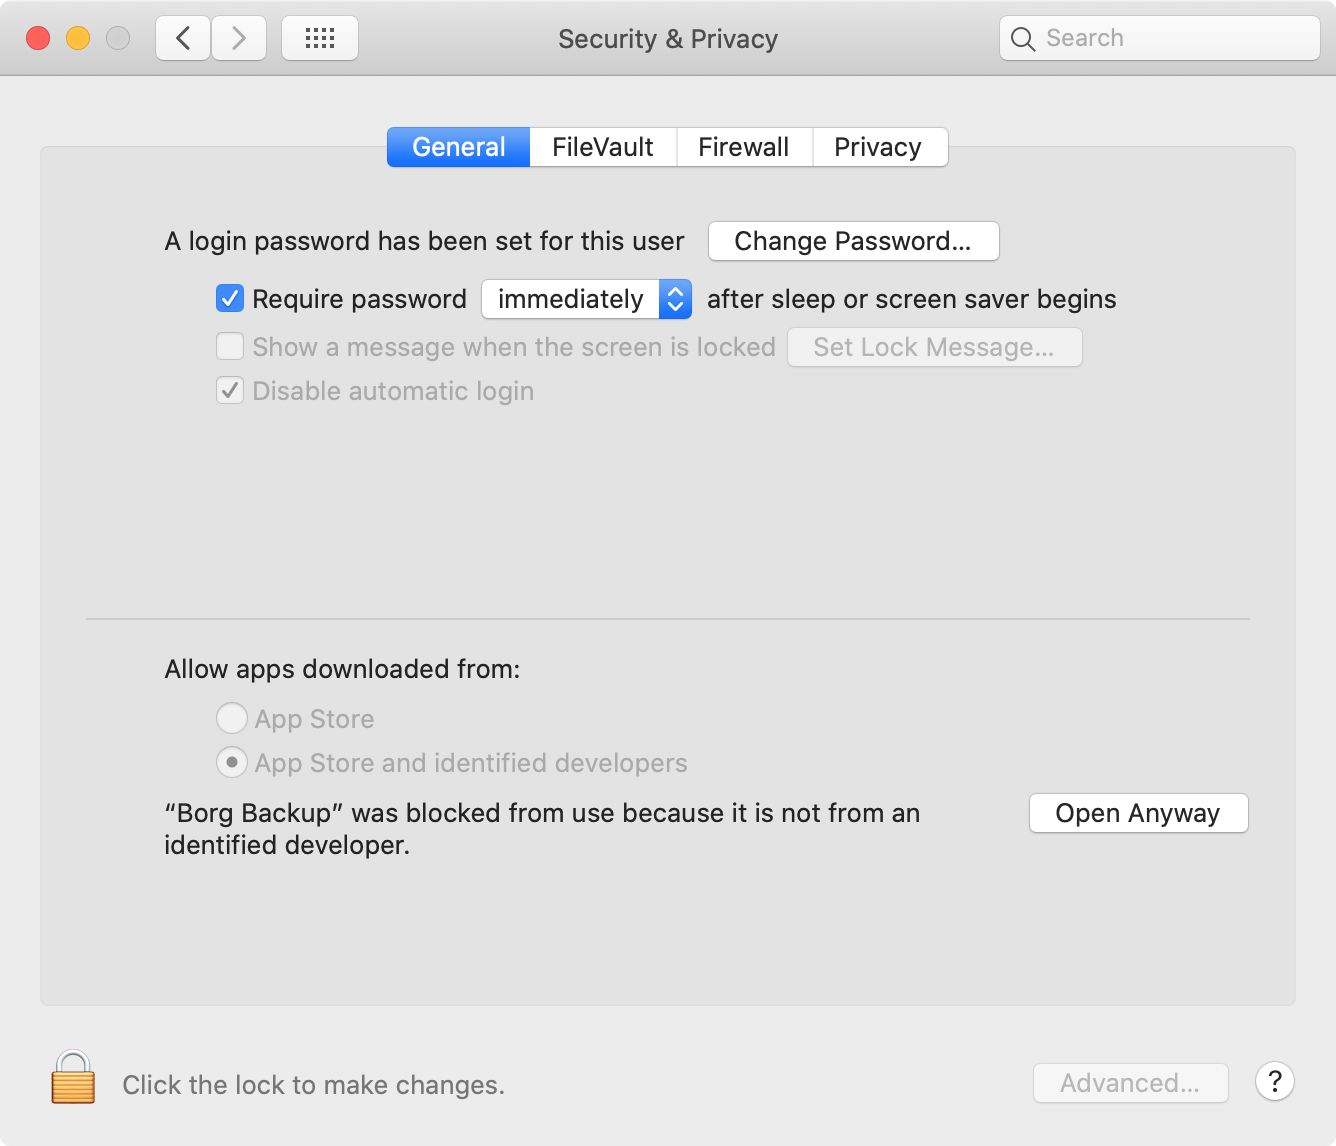 Security & Privacy
Search
General
FileVault
Firewall
Privacy
A login password has been set for this user
Change Password...
Require password
immediately
after sleep or screen saver begins
Show a message when the screen is locked
Set Lock Message...
Disable automatic login
Allow apps downloaded from:
App Store
App Store and identified developers
“Borg Backup” was blocked from use because it is not from an
identified developer.
Open Anyway
Click the lock to make changes.
Advanced...
?